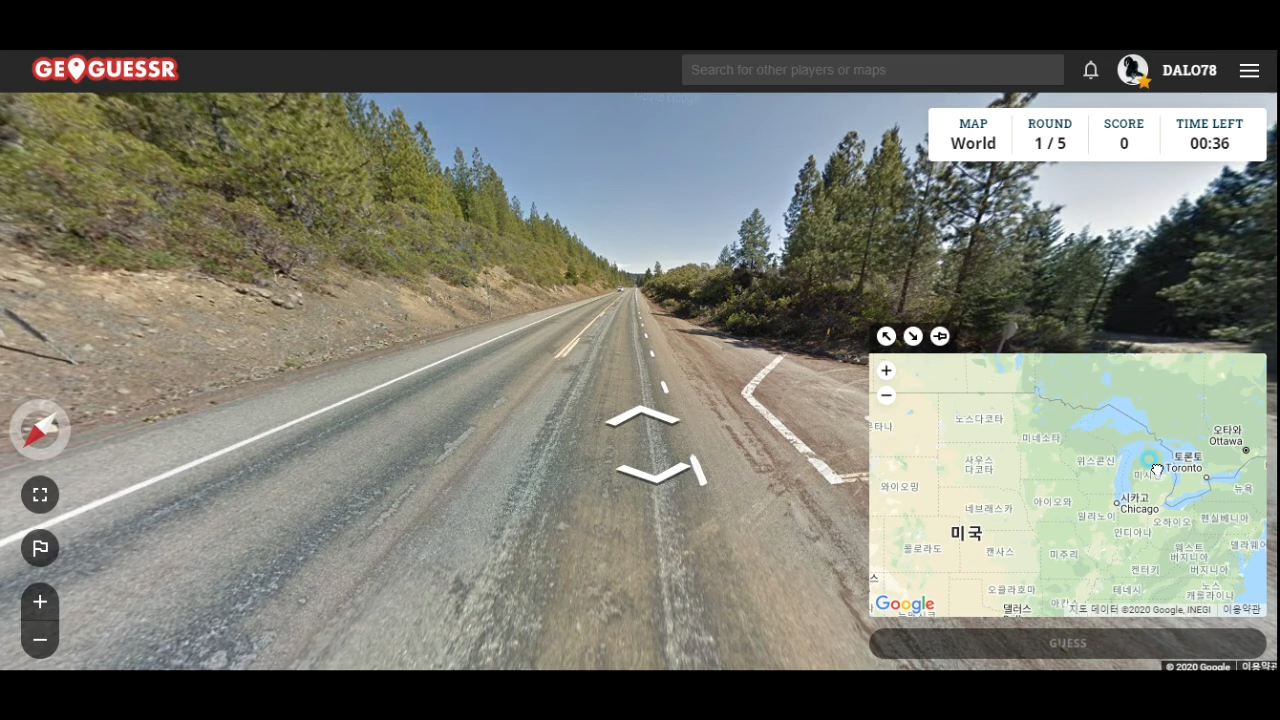 GEOGUESSR
Search for other players or maps
DALO78
MAP
World
ROUND
1 / 5
SCORE
0
TIME LEFT
00:36
노스다코타
미네소타
오타와
Ottawa
사우스
다코타
위스콘신
토론토
Toronto
와이오밍
뉴욕
아이오와
시카고
Chicago
네브래스카
일리노이
오하이오
펜실베니아
인디아나
미국
콜로라도
캔사스
미주리
웨스트
버지니아
켄터키
버지니아
오클라호마
테네시
노스
캐롤라이나
Google
댈러스
지도 데이터 ©2020 Google, INEGI
이용약관
GUESS
© 2020 Google